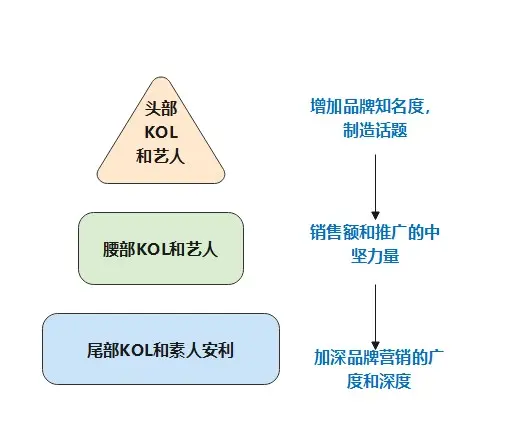 头部
KOL
和艺人
增加品牌知名度，
制造话题
腰部KOL和艺人
销售额和推广的中
坚力量
尾部KOL和素人安利
加深品牌营销的广
度和深度